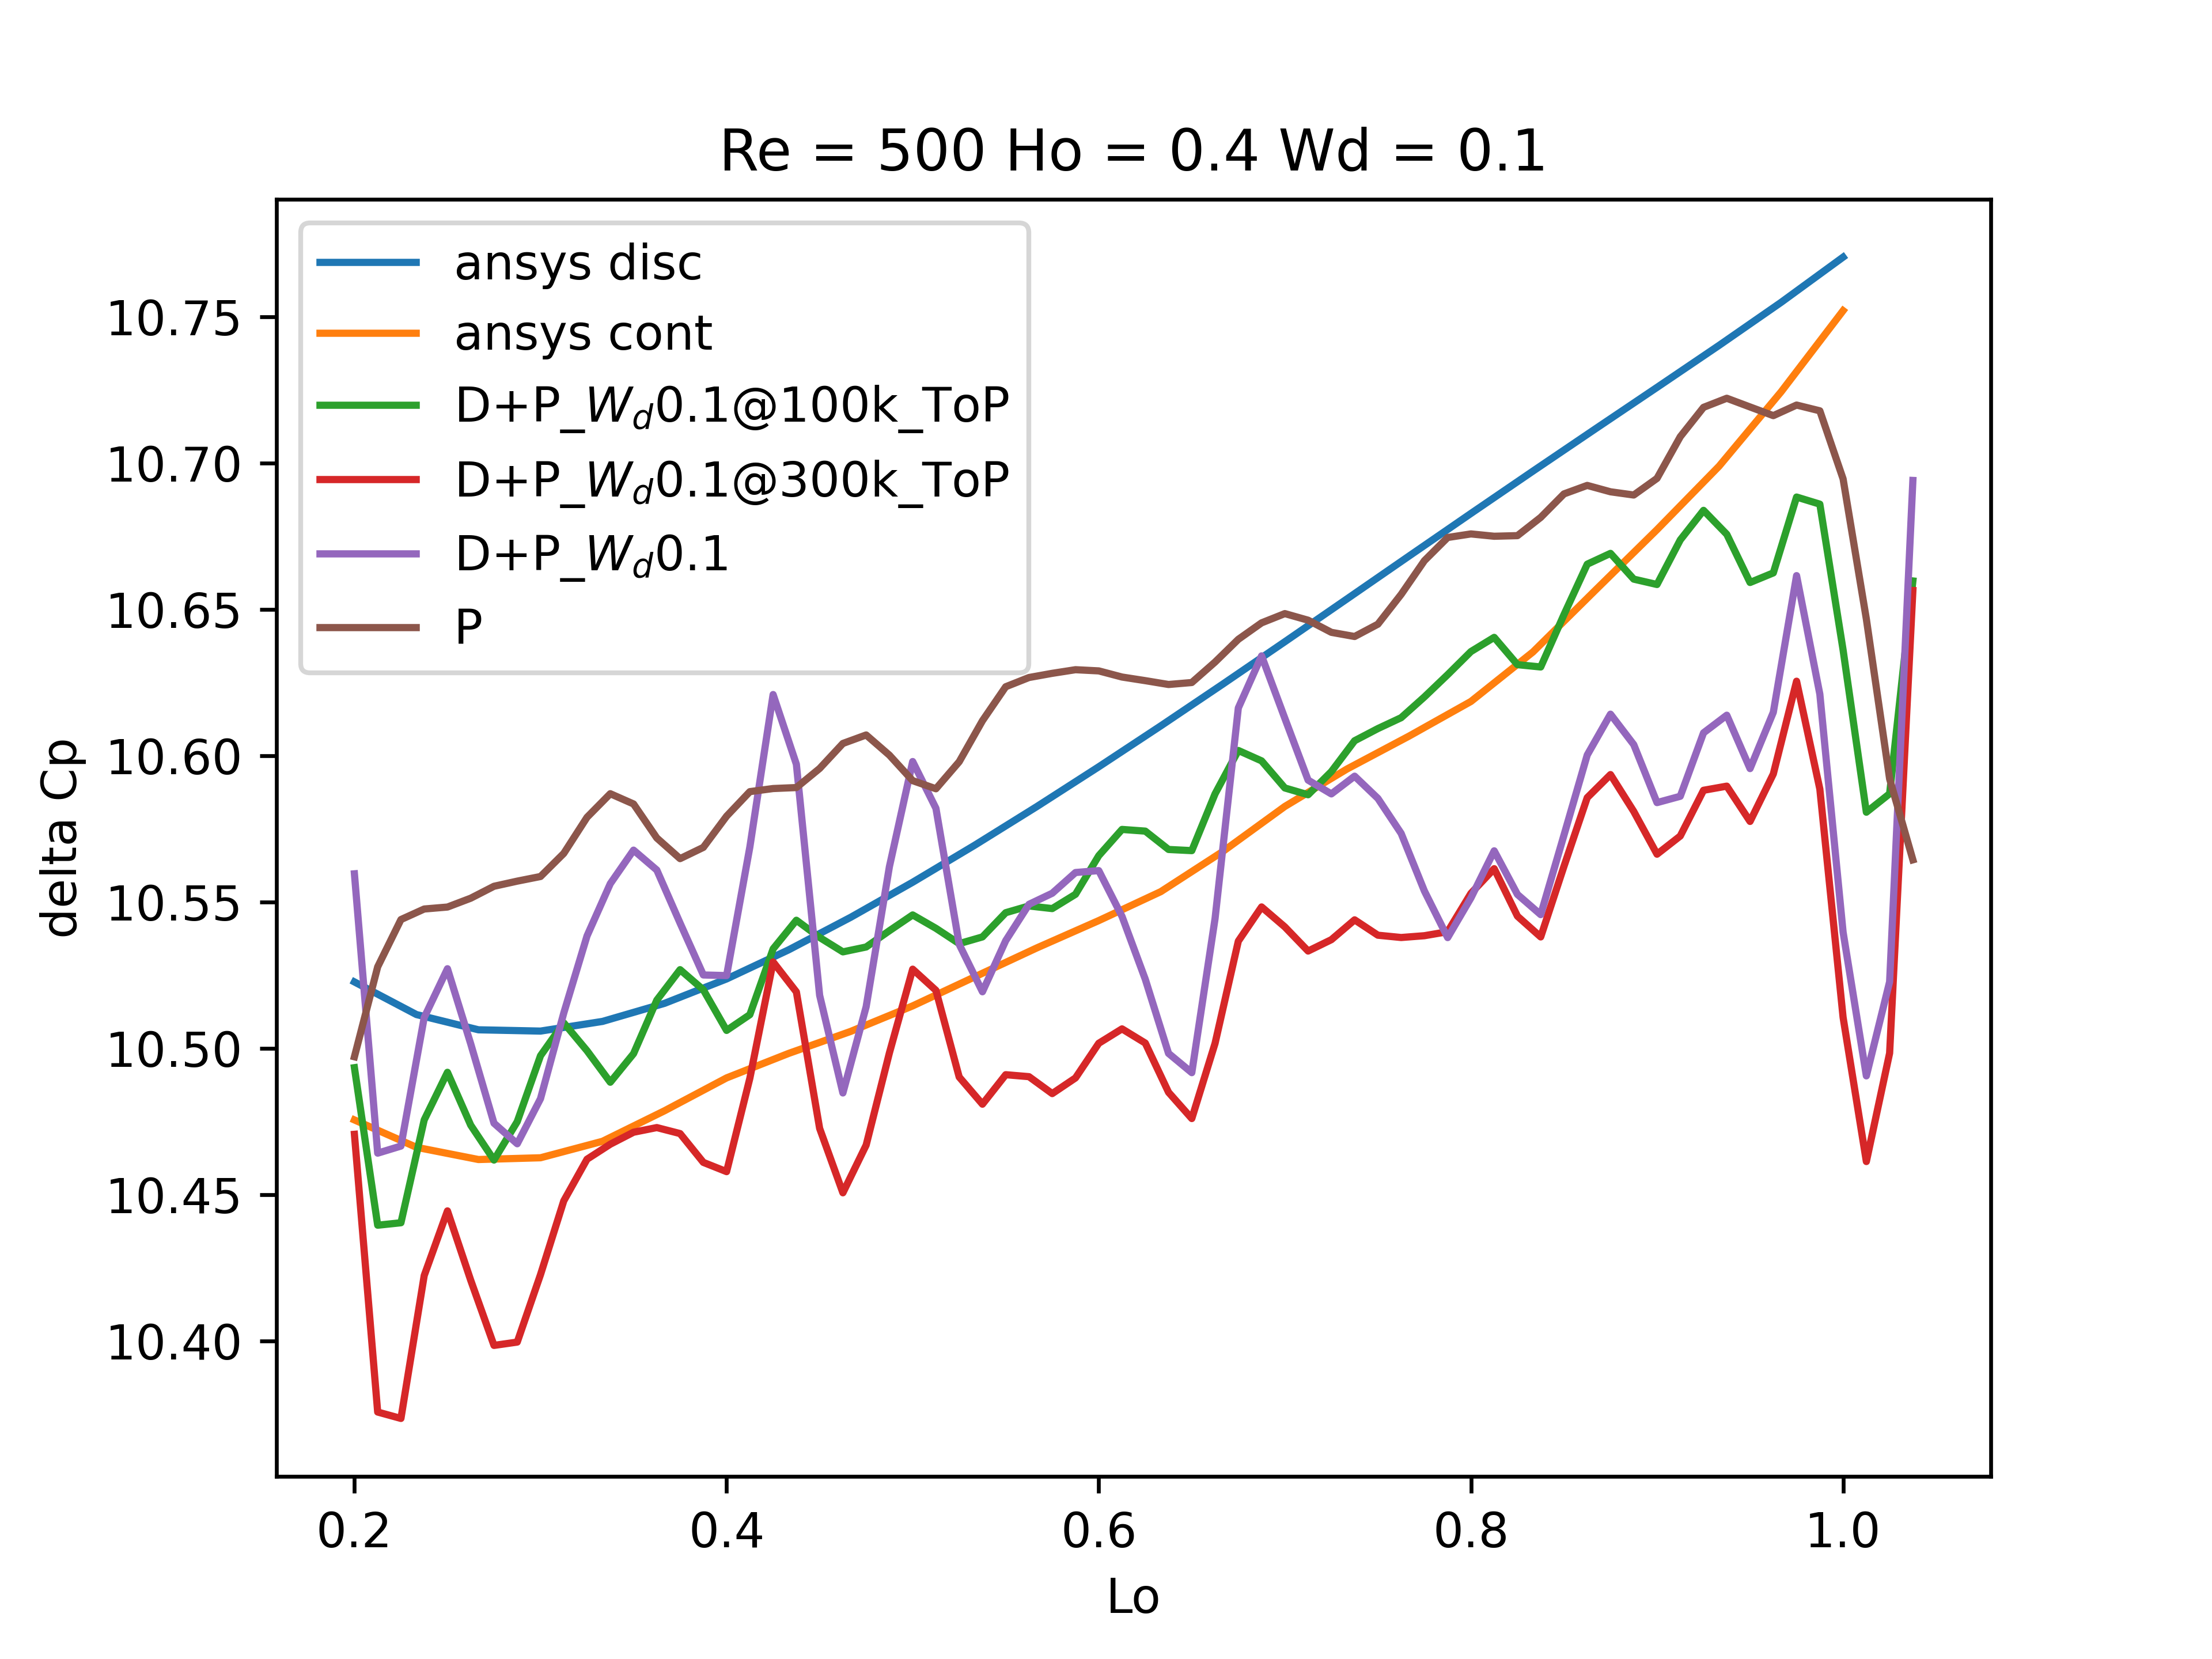 Re = 500 Ho = 0.4 Wd = 0.1
ansys disc
ansys cont
D+P_W_d0.1@100k_ToP
D+P_W_d0.1@300k_ToP
D+P_W_d0.1
P
delta Cp
10.75
10.70
10.65
10.60
10.55
10.50
10.45
10.40
0.2 0.4 0.6 0.8 1.0
Lo